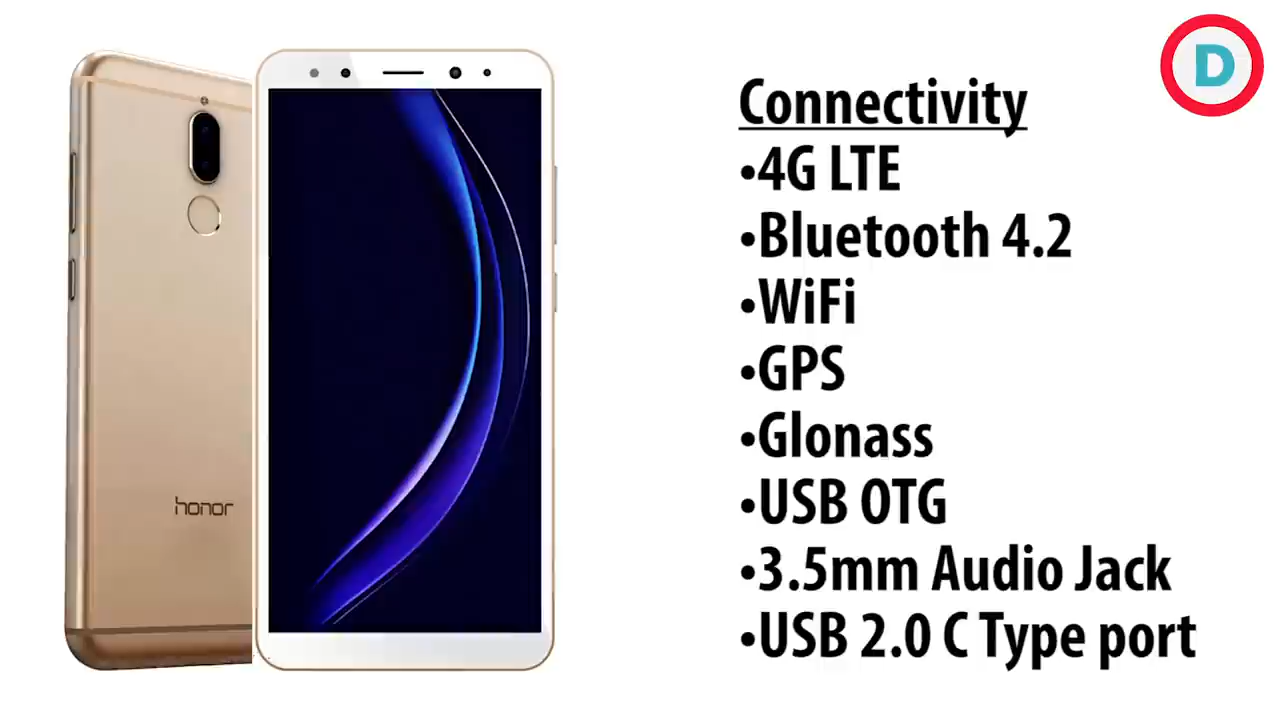 honor
D
Connectivity
•4G LTE
•Bluetooth 4.2
•WiFi
•GPS
•Glonass
•USB OTG
•3.5mm Audio Jack
•USB 2.0 C Type port